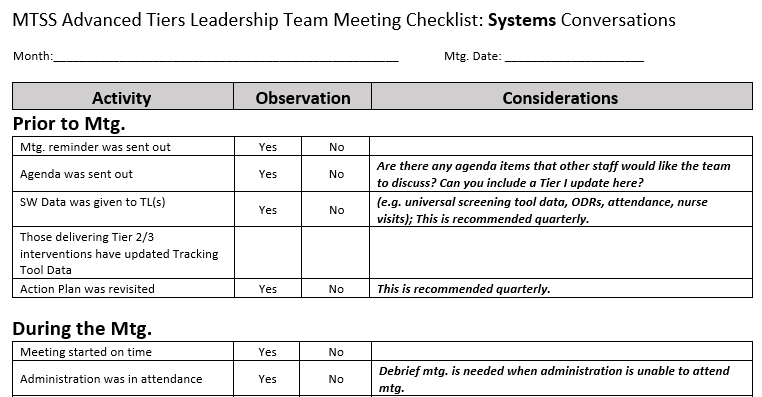 MTSS Advanced Tiers Leadership Team Meeting Checklist: Systems Conversations
Month:___________________________________________________ Mtg. Date: _____________________
Activity Observation Considerations
Prior to Mtg.
Mtg. reminder was sent out Yes No
Agenda was sent out Yes No
Are there any agenda items that other staff would like the team
to discuss? Can you include a Tier I update here?
SW Data was given to TL(s) Yes No
(e.g. universal screening tool data, ODRs, attendance, nurse
visits); This is recommended quarterly.
Those delivering Tier 2/3
interventions have updated Tracking
Tool Data
Action Plan was revisited Yes No This is recommended quarterly.
During the Mtg.
Meeting started on time Yes No
Administration was in attendance Yes No
Debrief mtg. is needed when administration is unable to attend
mtg.